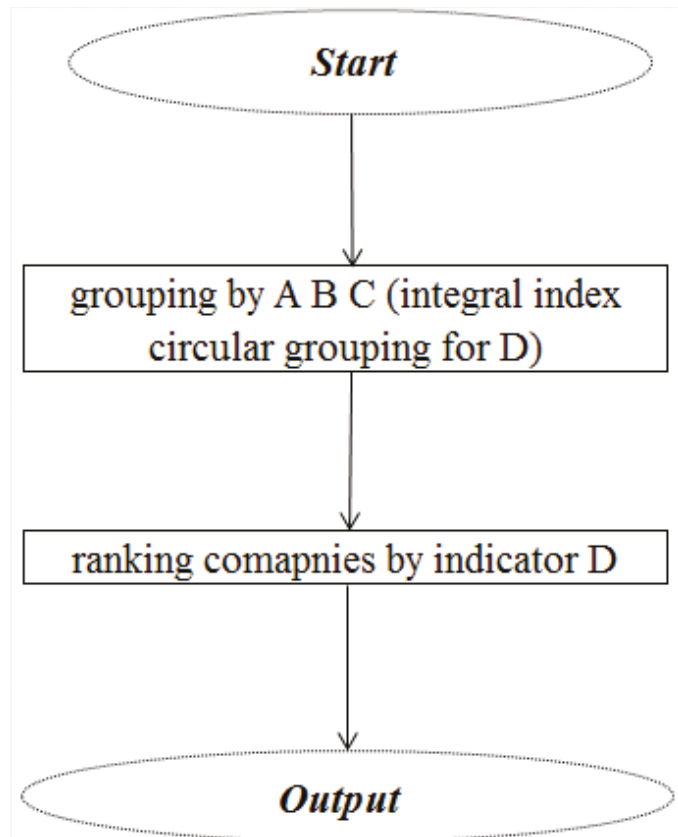 Start
grouping by A B C (integral index
circular grouping for D)
ranking comapnies by indicator D
Output